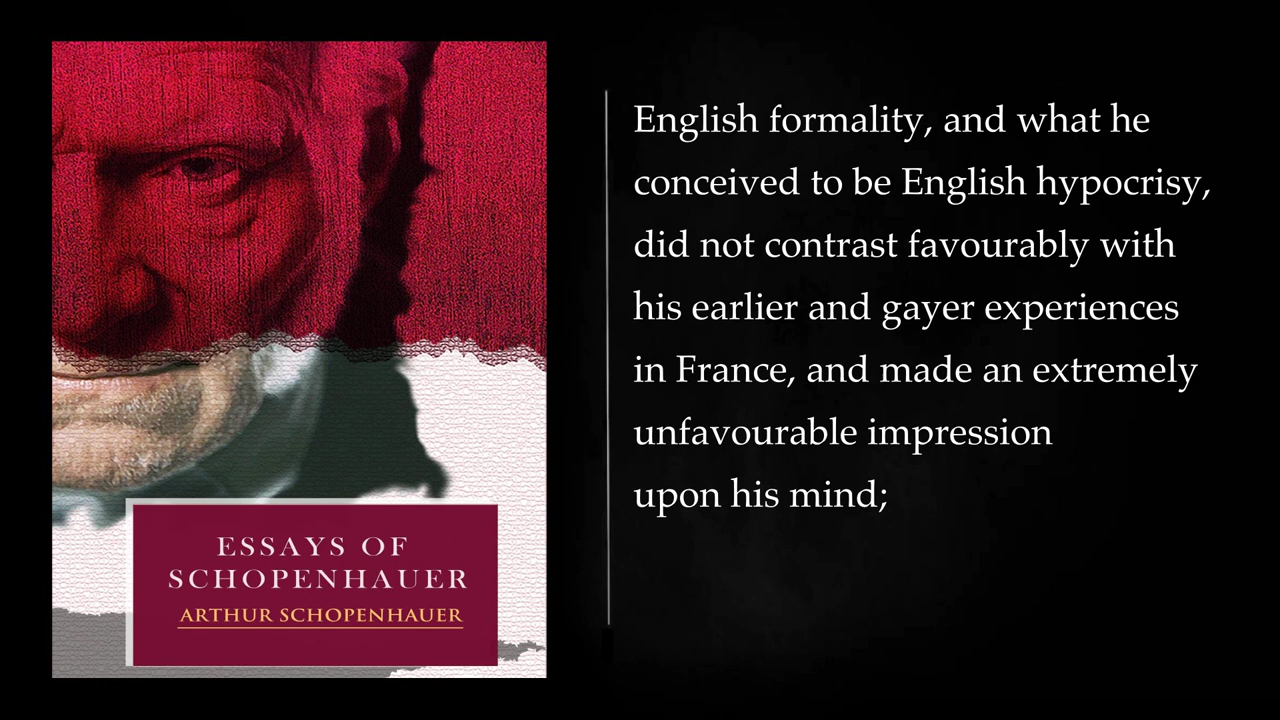 ESSAYS OF
SCHOPENHAUER
ARTHUR SCHOPENHAUER
English formality, and what he
conceived to be English hypocrisy,
did not contrast favourably with
his earlier and gayer experiences
in France, and made an extremely
unfavourable impression
upon his mind;